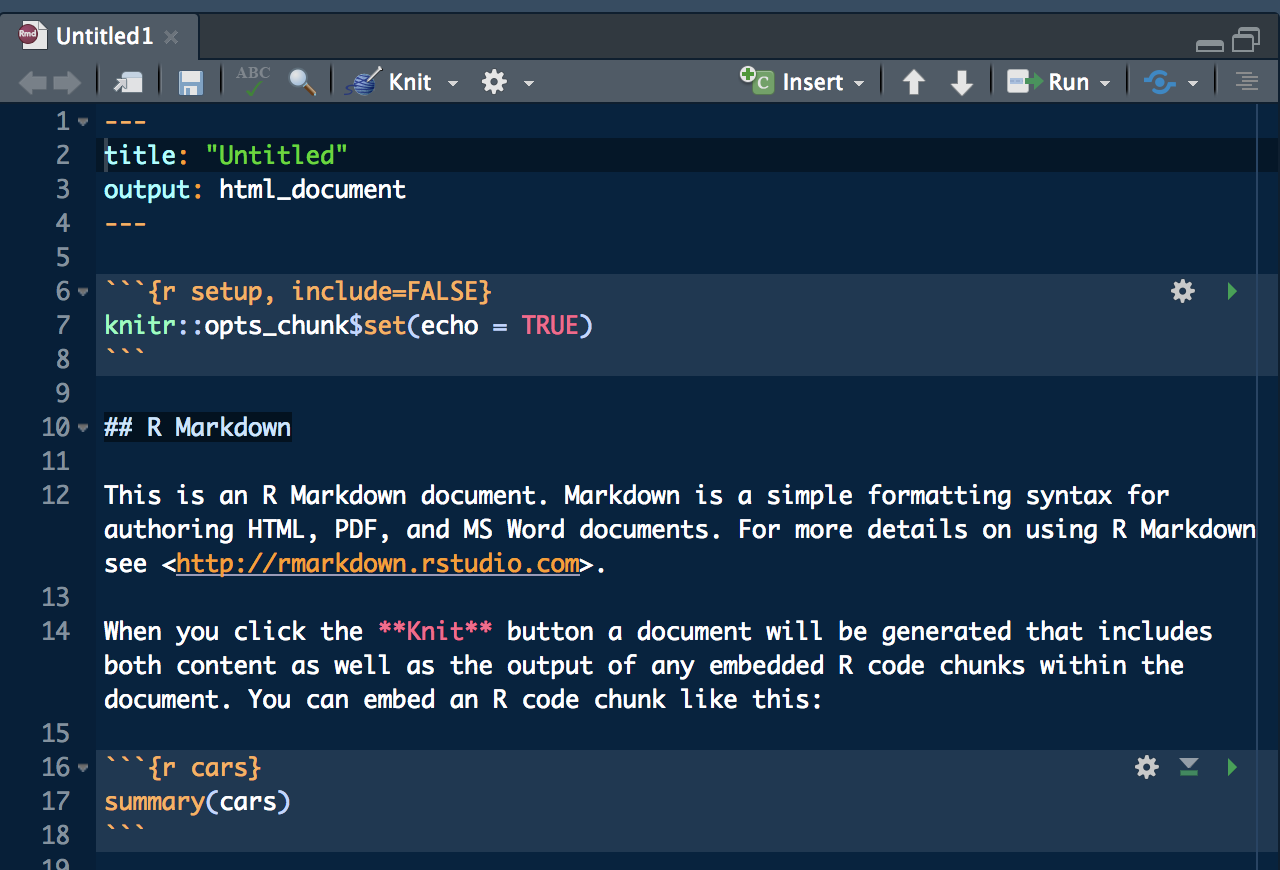 Rmd Untitled1
ABC Knit C Insert Run
1 ---
2 title: "Untitled"
3 output: html_document
4 ---
5
6 ```{r setup, include=FALSE}
7 knitr::opts_chunk$set(echo = TRUE)
8 ```
9
10 ## R Markdown
11
12 This is an R Markdown document. Markdown is a simple formatting syntax for
authoring HTML, PDF, and MS Word documents. For more details on using R Markdown
see <http://rmarkdown.rstudio.com>.
13
14 When you click the **Knit** button a document will be generated that includes
both content as well as the output of any embedded R code chunks within the
document. You can embed an R code chunk like this:
15
16 ```{r cars}
17 summary(cars)
18 ```
19